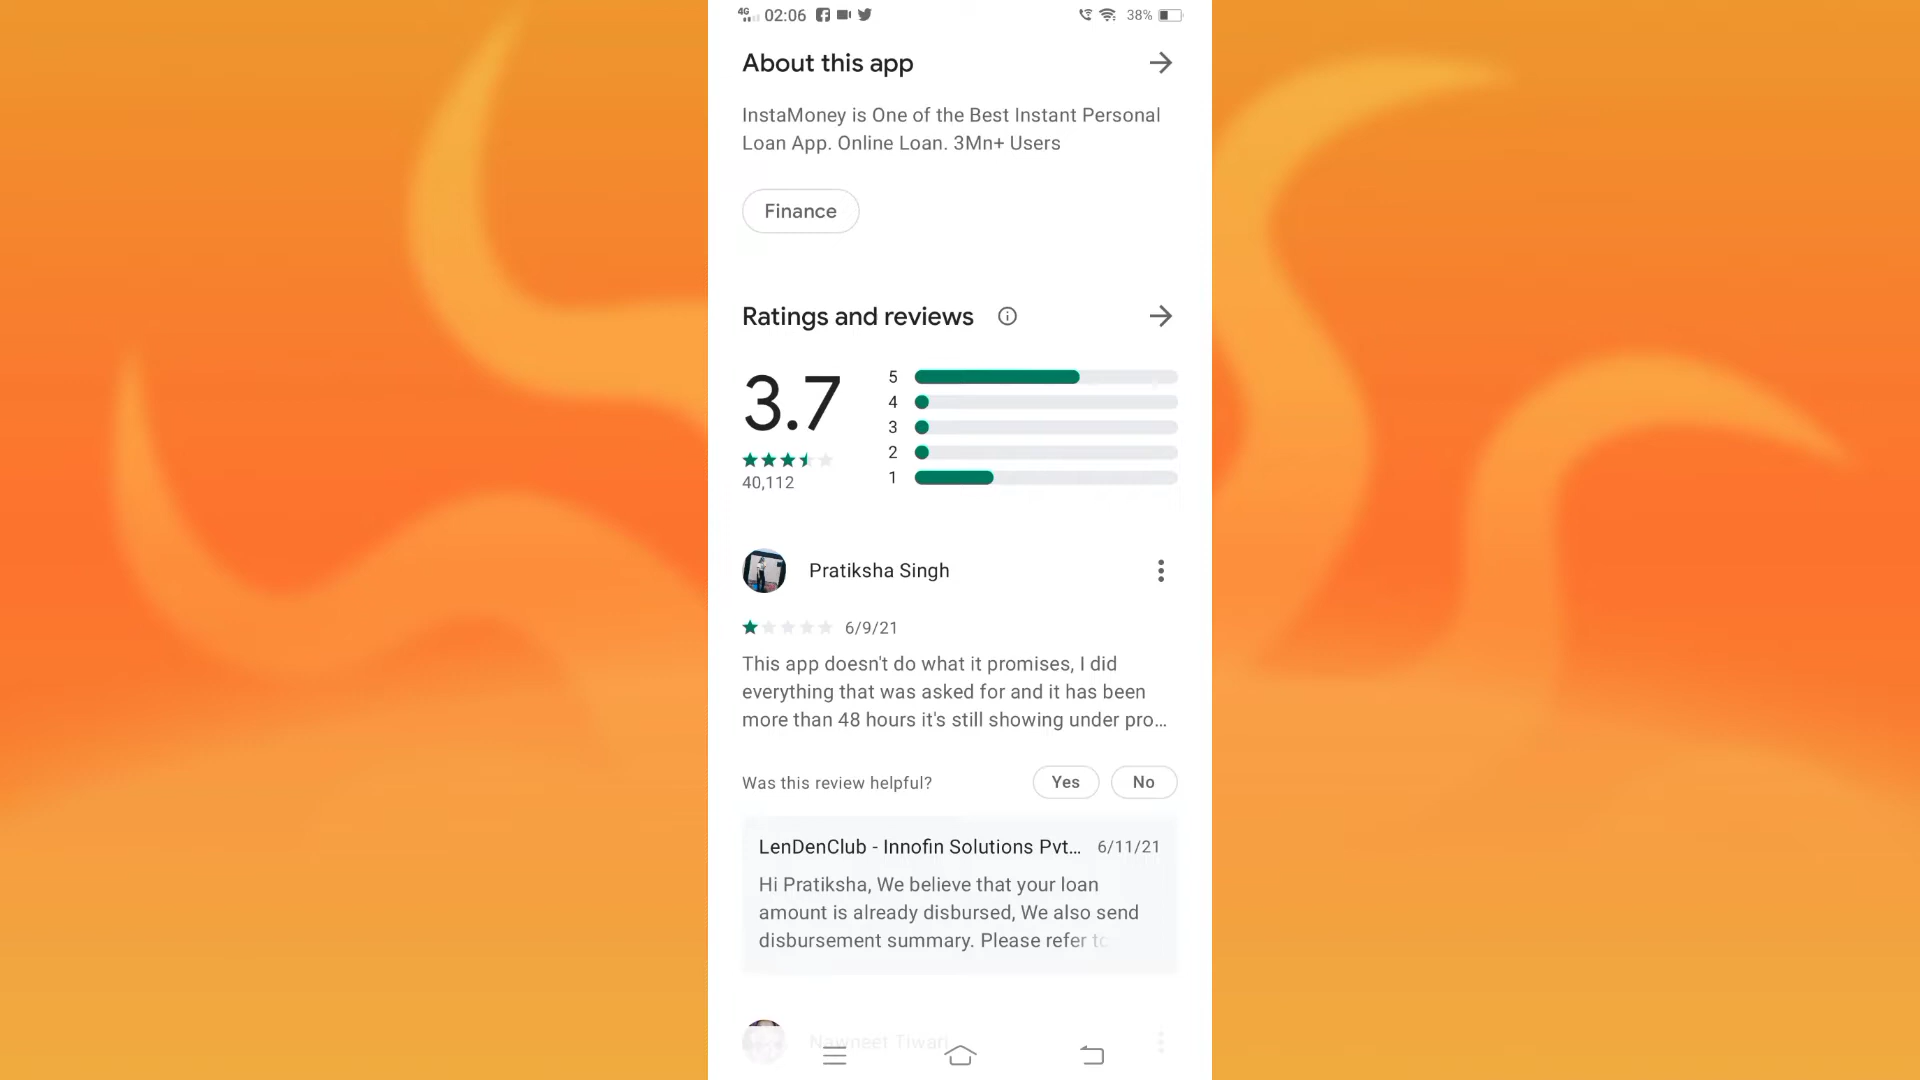 4G 02:06 38%
About this app
InstaMoney is One of the Best Instant Personal
Loan App. Online Loan. 3Mn+ Users
Finance
Ratings and reviews
3.7
40,112
5
4
3
2
1
Pratiksha Singh
6/9/21
This app doesn't do what it promises, I did
everything that was asked for and it has been
more than 48 hours it's still showing under pro...
Was this review helpful? Yes No
LenDenClub - Innofin Solutions Pvt... 6/11/21
Hi Pratiksha, We believe that your loan
amount is already disbursed, We also send
disbursement summary. Please refer to
Nawneet Tiwari